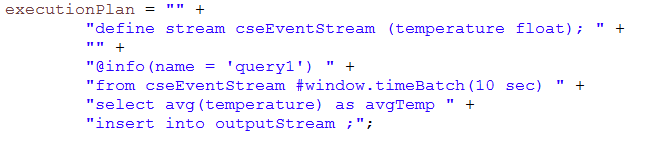 executionPlan = "" +
"define stream cseEventStream (temperature float); " +
"" +
"@info(name = 'query1') " +
"from cseEventStream #window.timeBatch(10 sec) " +
"select avg(temperature) as avgTemp " +
"insert into outputStream ;";